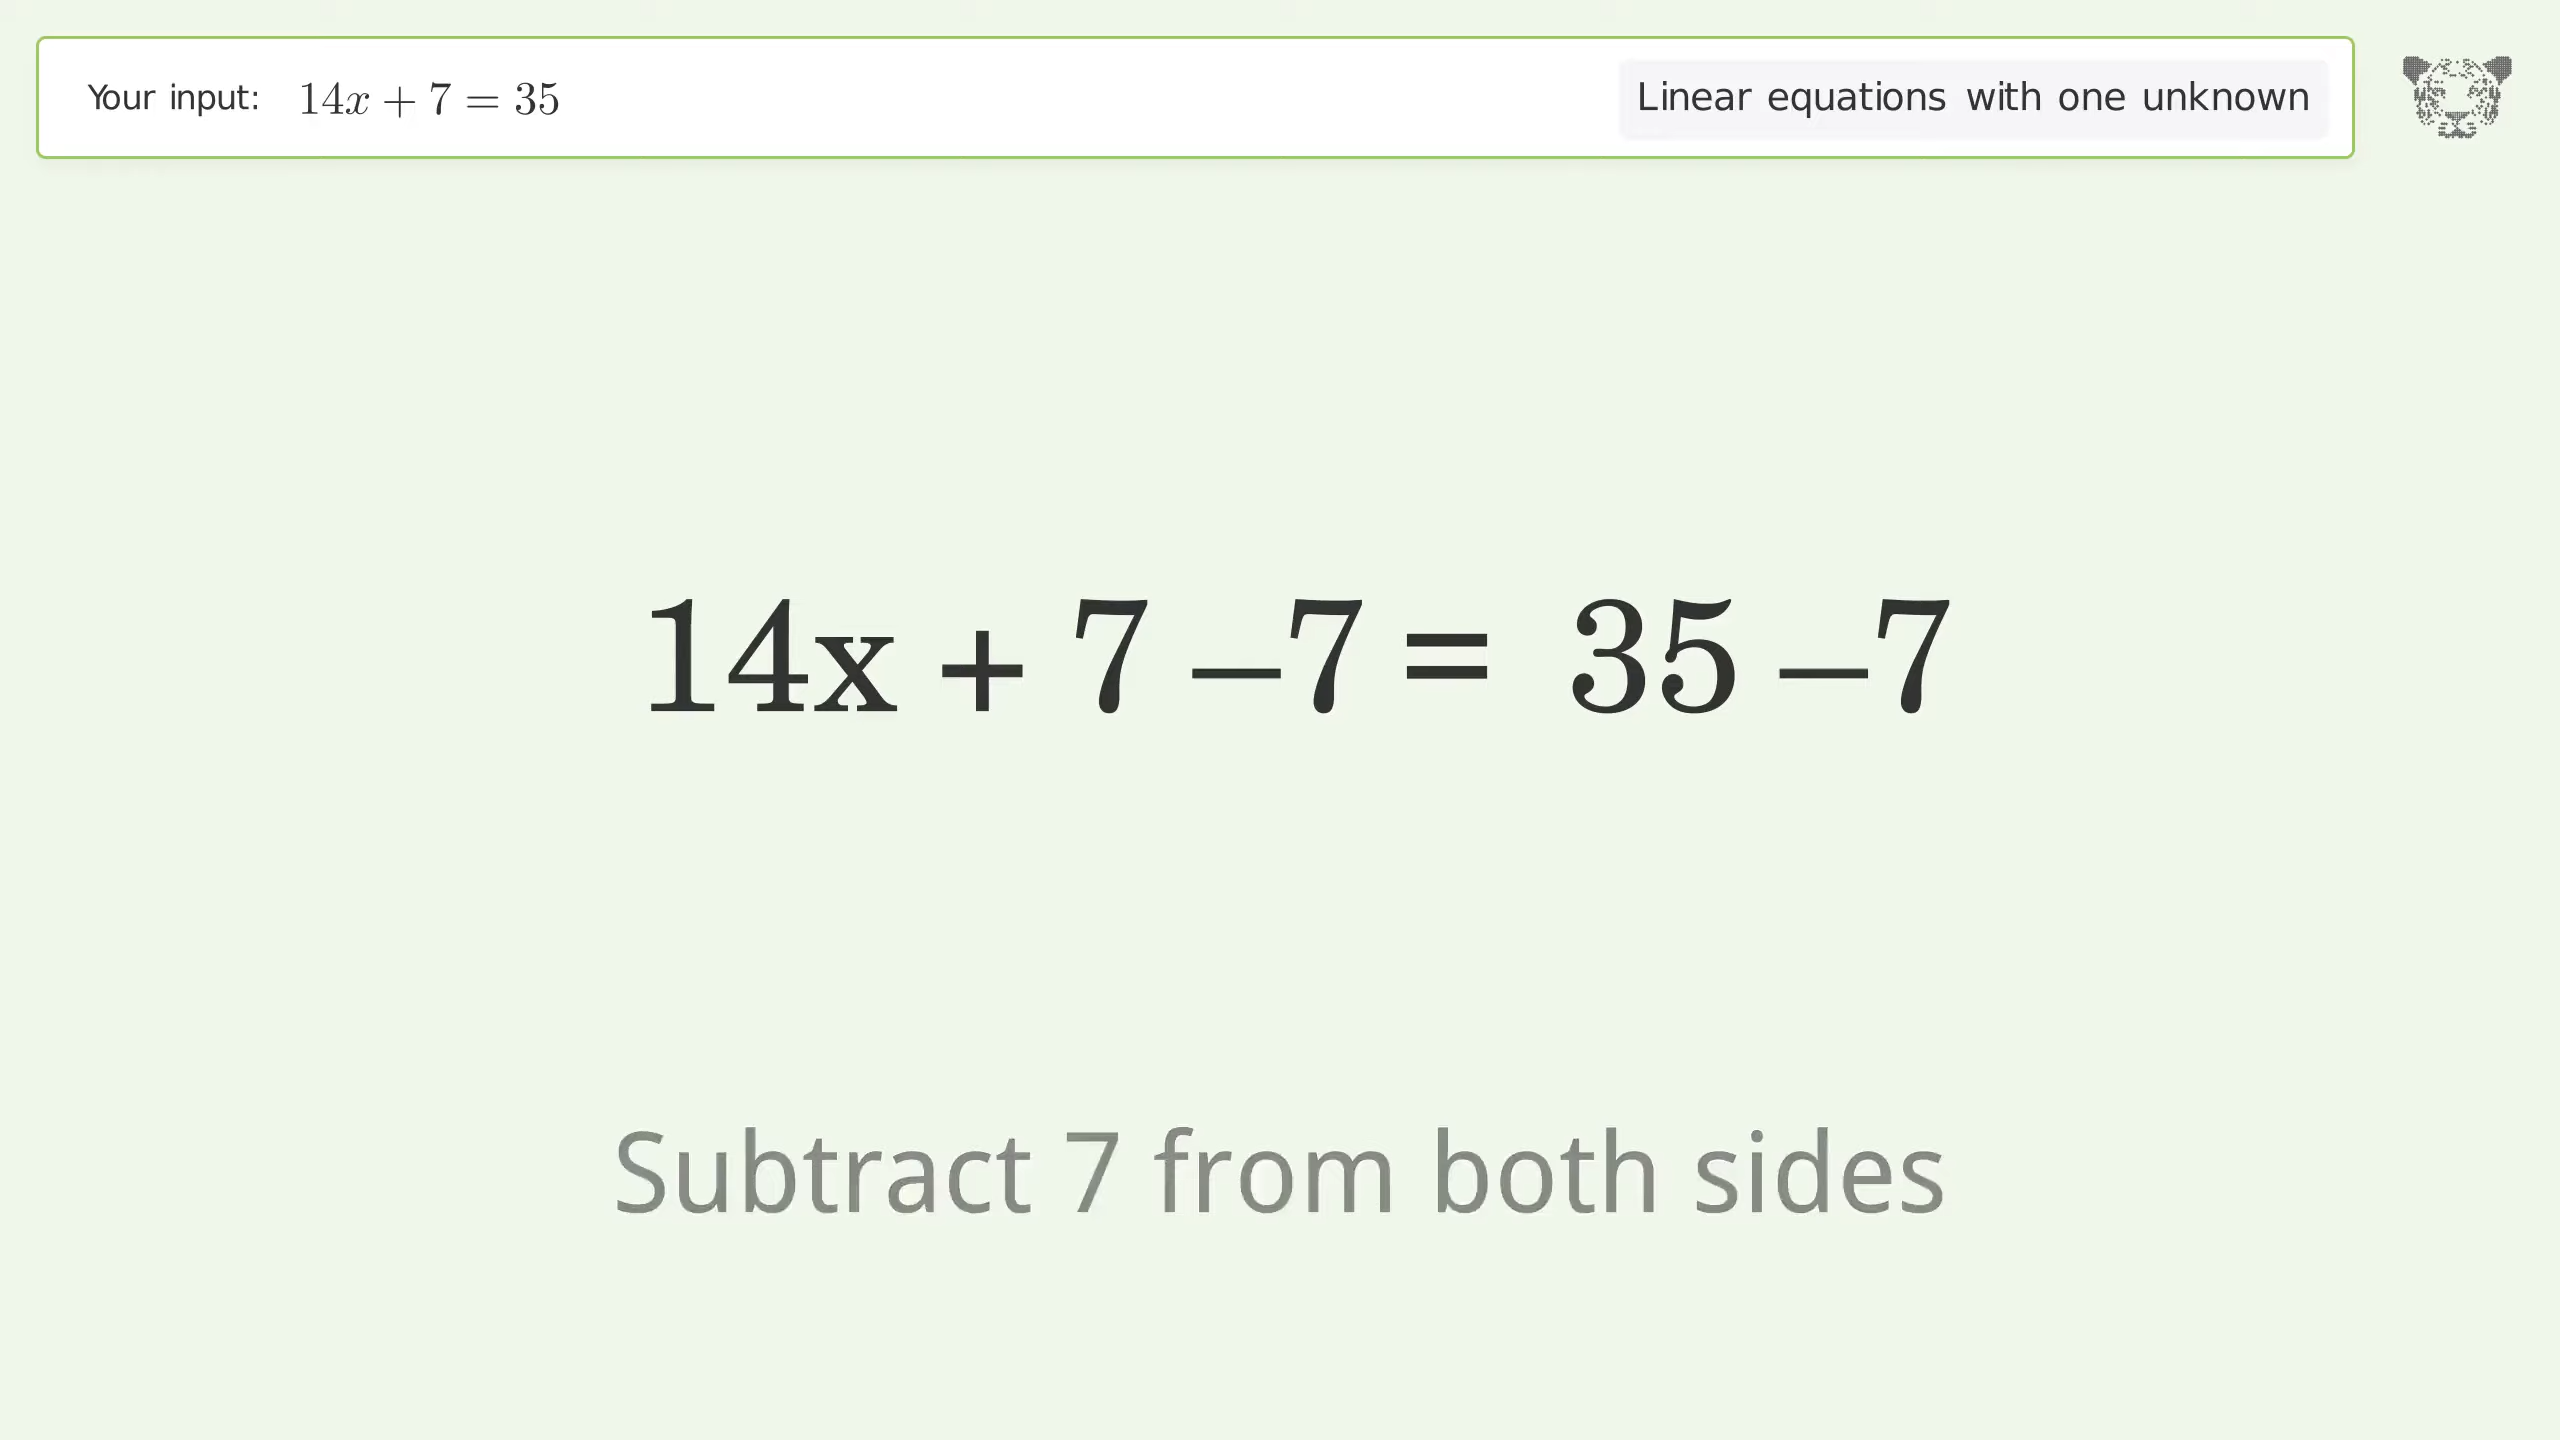 Your input: 14x + 7 = 35
Linear equations with one unknown
14x + 7 –7 = 35 –7
Subtract 7 from both sides